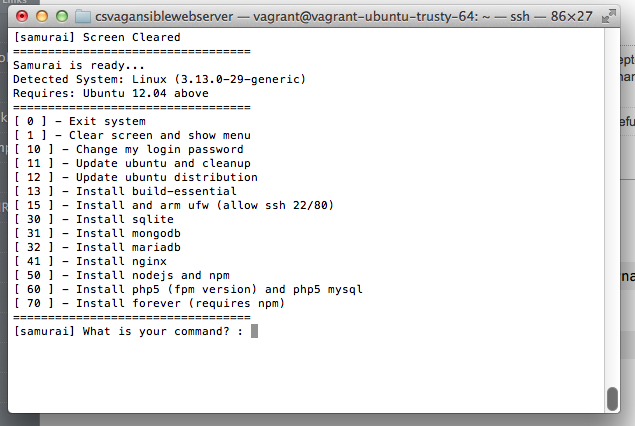 Links
csvagansiblewebserver — vagrant@vagrant-ubuntu-trusty-64: ~ — ssh — 86×27
[samurai] Screen Cleared
==================================
Samurai is ready...
Detected System: Linux (3.13.0-29-generic)
Requires: Ubuntu 12.04 above
==================================
[ 0 ] - Exit system
[ 1 ] - Clear screen and show menu
[ 10 ] - Change my login password
[ 11 ] - Update ubuntu and cleanup
[ 12 ] - Update ubuntu distribution
[ 13 ] - Install build-essential
[ 15 ] - Install and arm ufw (allow ssh 22/80)
[ 30 ] - Install sqlite
[ 31 ] - Install mongodb
[ 32 ] - Install mariadb
[ 41 ] - Install nginx
[ 50 ] - Install nodejs and npm
[ 60 ] - Install php5 (fpm version) and php5 mysql
[ 70 ] - Install forever (requires npm)
==================================
[samurai] What is your command? :